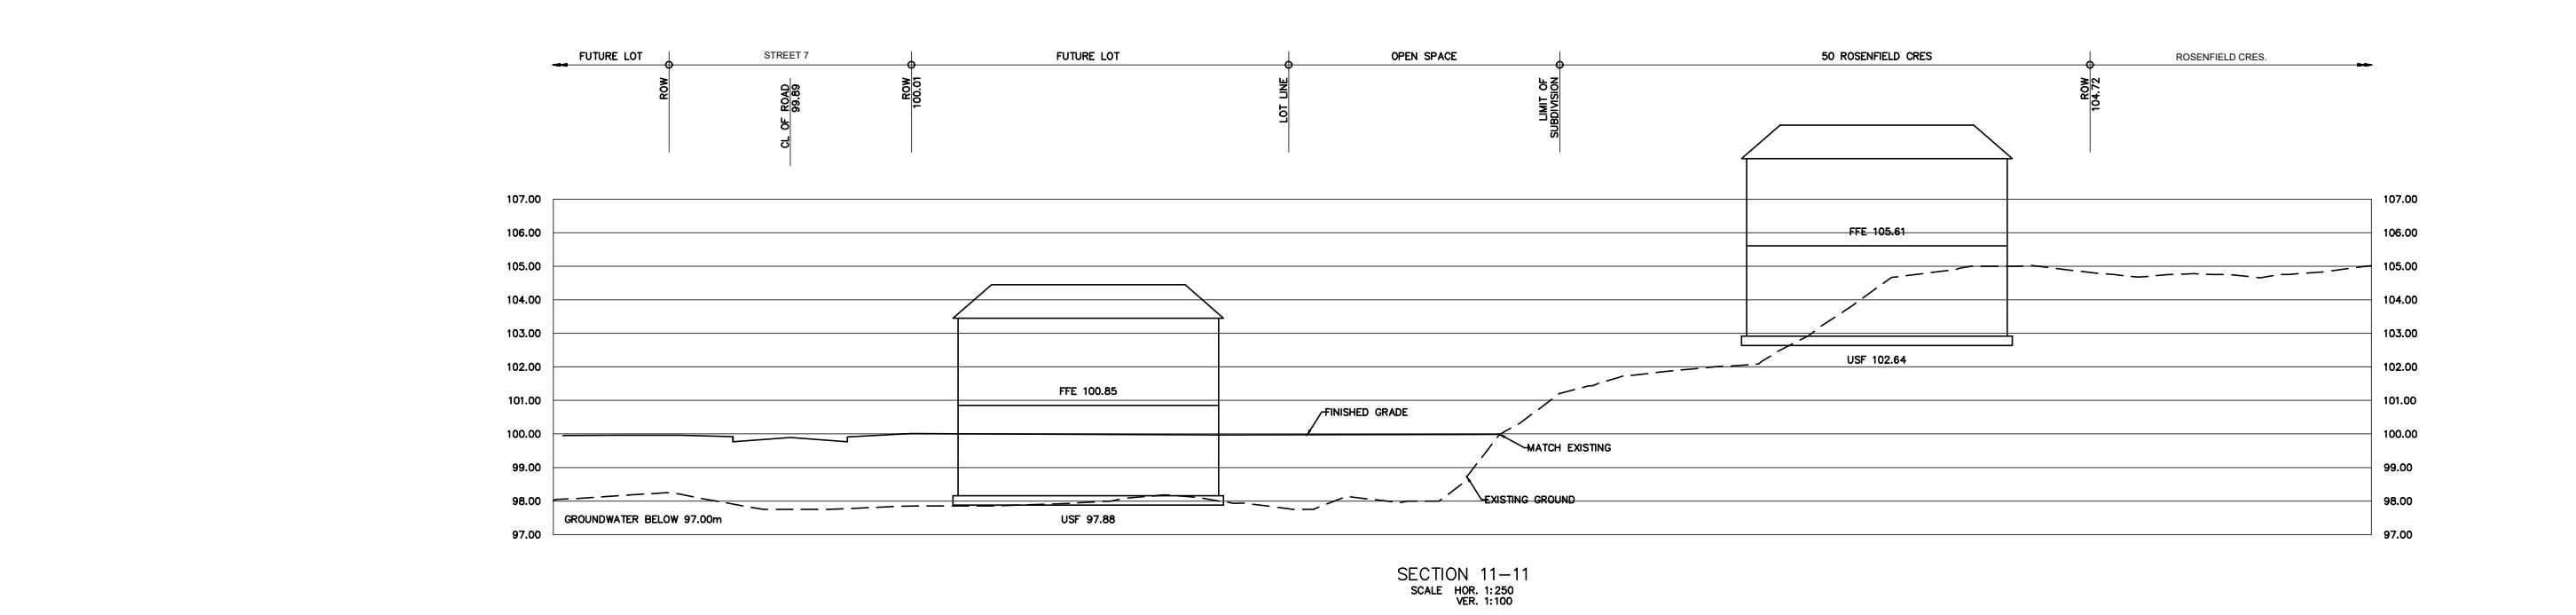 FUTURE LOT
STREET 7
FUTURE LOT
OPEN SPACE
50 ROSENFIELD CRES
ROSENFIELD CRES.
ROW
CL OF ROAD
99.89
ROW
100.01
LOT LINE
LIMIT OF
SUBDIVISION
ROW
104.72
107.00
107.00
106.00
FFE 105.61
106.00
105.00
105.00
104.00
104.00
103.00
103.00
102.00
USF 102.64
102.00
101.00
FFE 100.85
101.00
FINISHED GRADE
100.00
100.00
MATCH EXISTING
99.00
99.00
98.00
EXISTING GROUND
98.00
GROUNDWATER BELOW 97.00m
USF 97.88
97.00
97.00
SECTION 11-11
SCALE HOR. 1:250
VER. 1:100